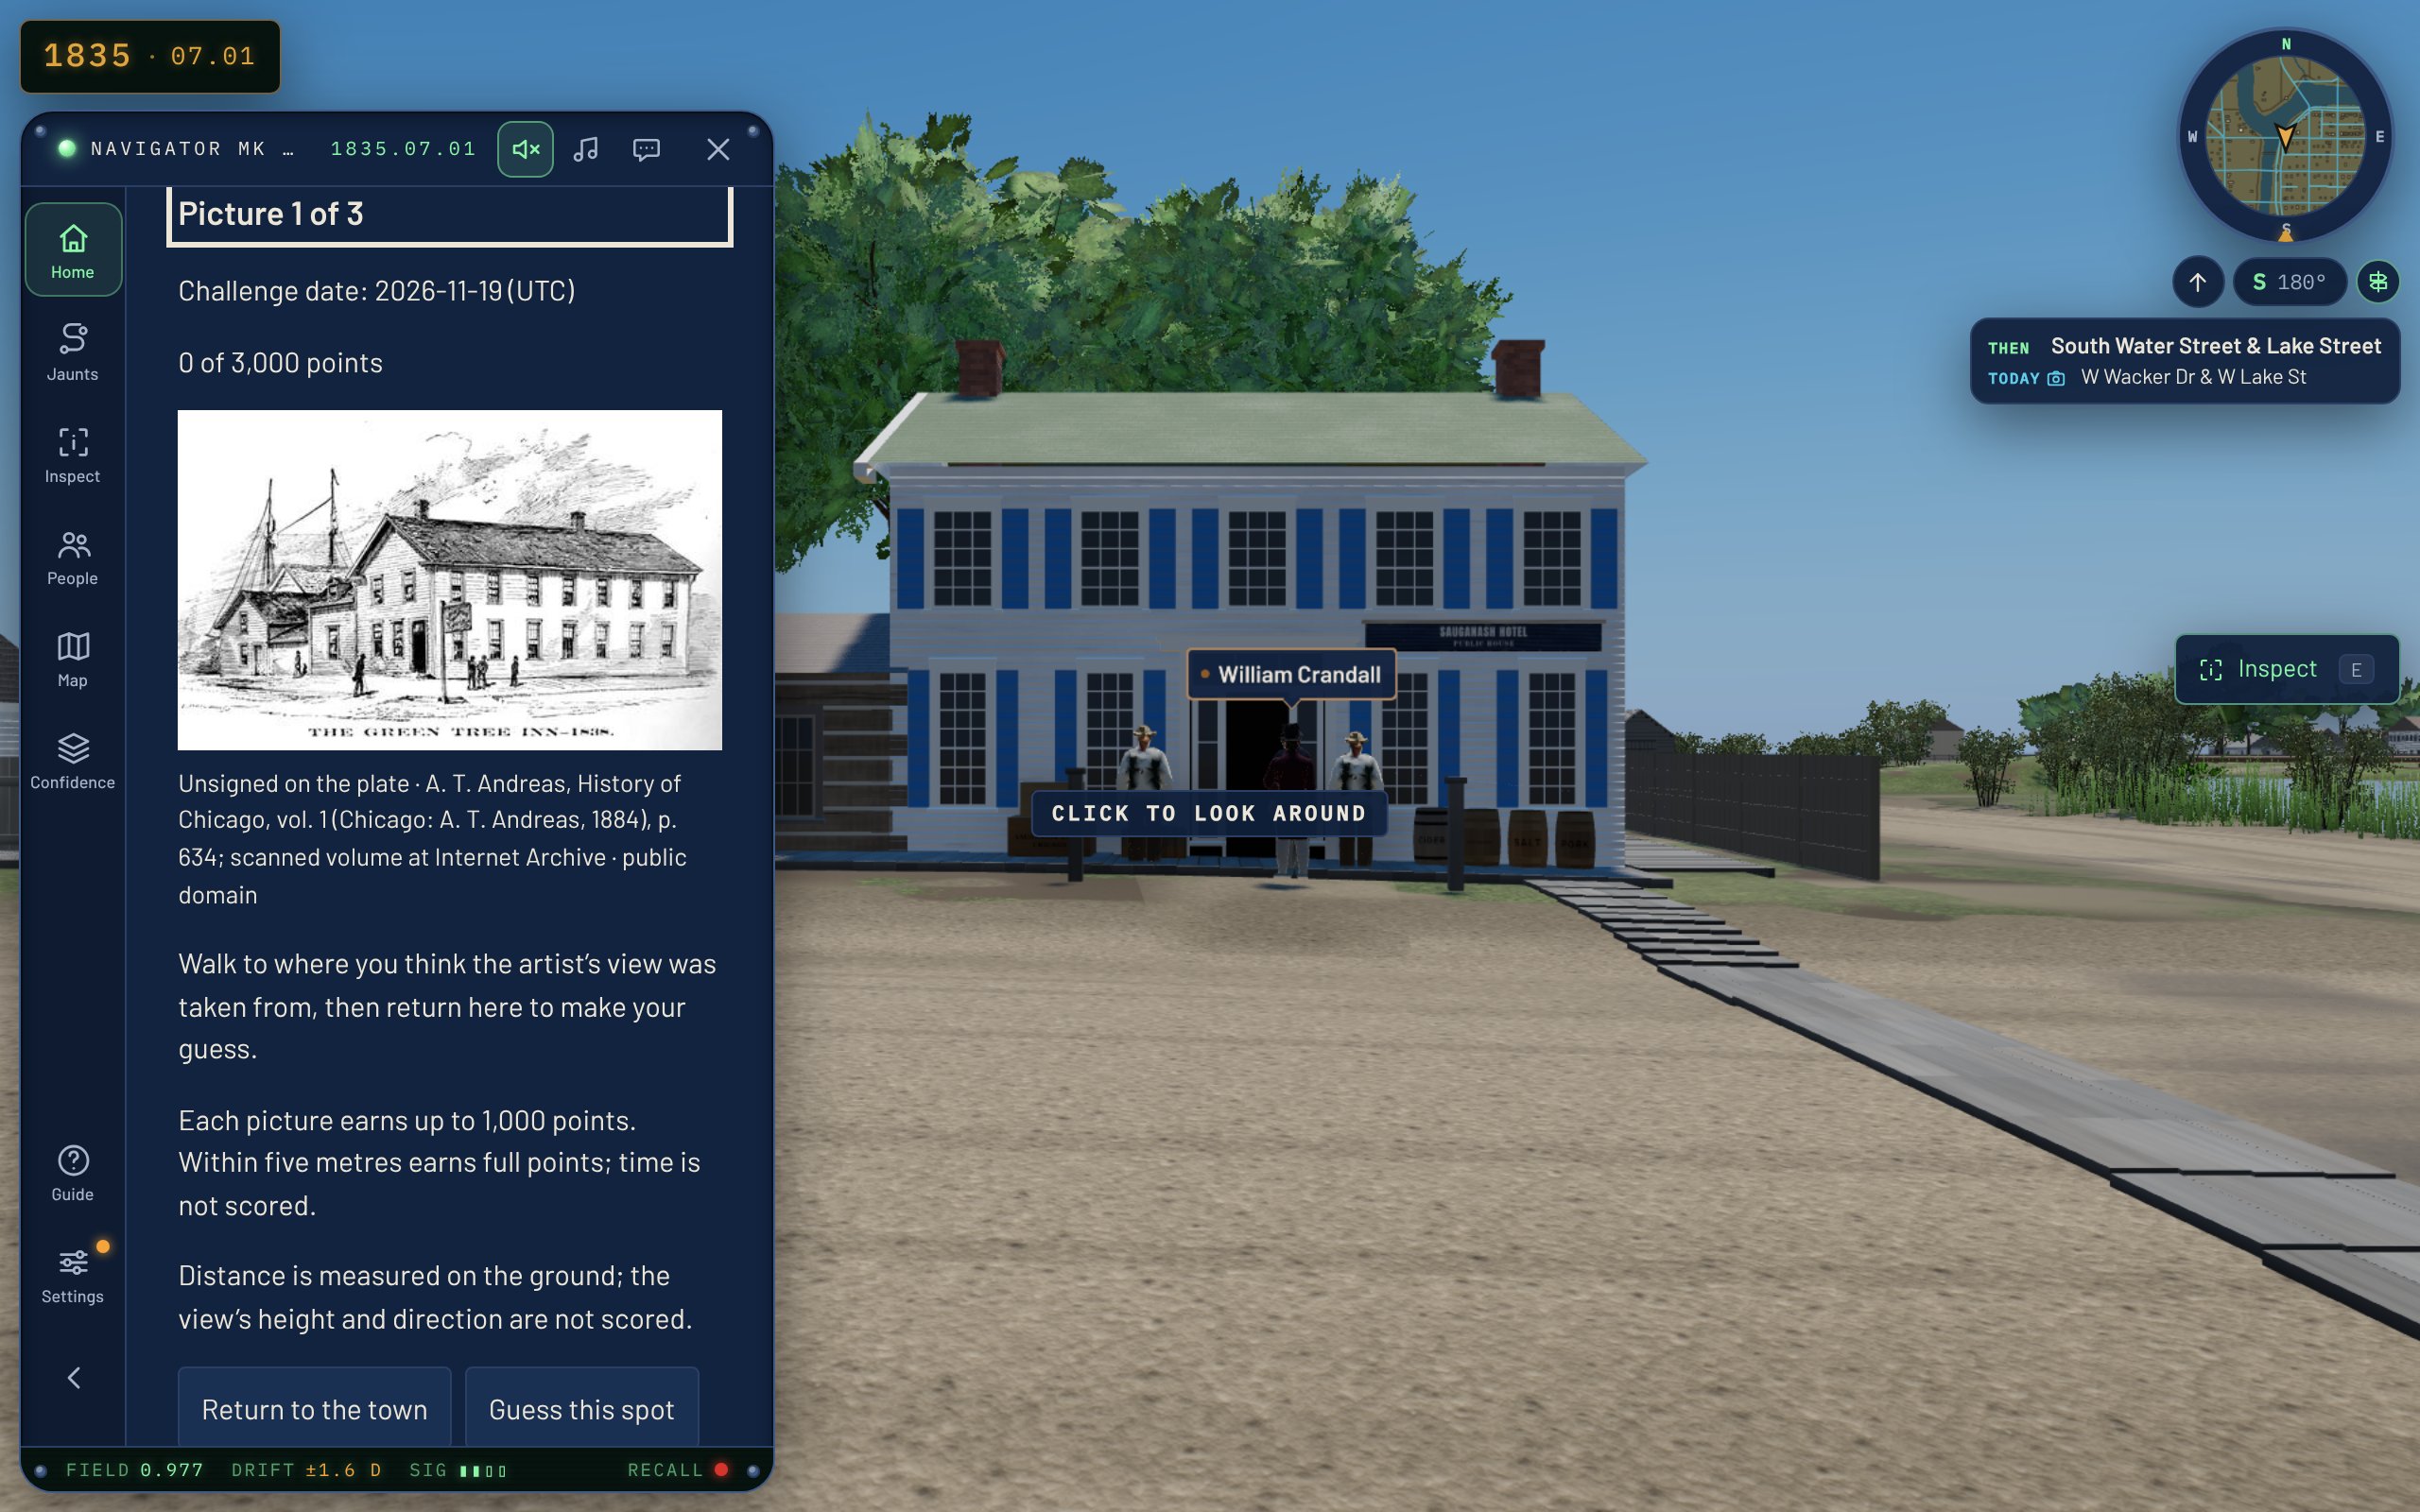 1835 · 07.01
NAVIGATOR MK …
1835.07.01
Home
Jaunts
Inspect
People
Map
Confidence
Guide
Settings
Picture 1 of 3
Challenge date: 2026-11-19 (UTC)
0 of 3,000 points
THE GREEN TREE INN–1838.
Unsigned on the plate · A. T. Andreas, History of
Chicago, vol. 1 (Chicago: A. T. Andreas, 1884), p.
634; scanned volume at Internet Archive · public
domain
Walk to where you think the artist’s view was
taken from, then return here to make your
guess.
Each picture earns up to 1,000 points.
Within five metres earns full points; time is
not scored.
Distance is measured on the ground; the
view’s height and direction are not scored.
Return to the town
Guess this spot
FIELD 0.977 DRIFT ±1.6 D SIG
RECALL
SAUGANASH HOTEL
PUBLIC HOUSE
William Crandall
CLICK TO LOOK AROUND
SALT
N
W
E
S
S 180°
THEN South Water Street & Lake Street
TODAY W Wacker Dr & W Lake St
Inspect E